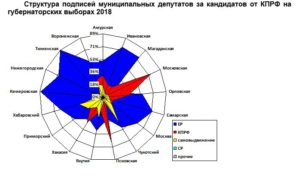 Структура подписей муниципальных депутатов за кандидатов от КПРФ на
губернаторских выборах 2018
Амурская
Воронежская
Ивановская
Тюменская
Магаданская
Нижегородская
Московская
Кемеровская
Орловская
Хабаровский
Самарская
Приморский
Москва
Хакасия
Чукотский
Якутия
Псковская
ЕР
КПРФ
самовыдвижение
СР
прочие